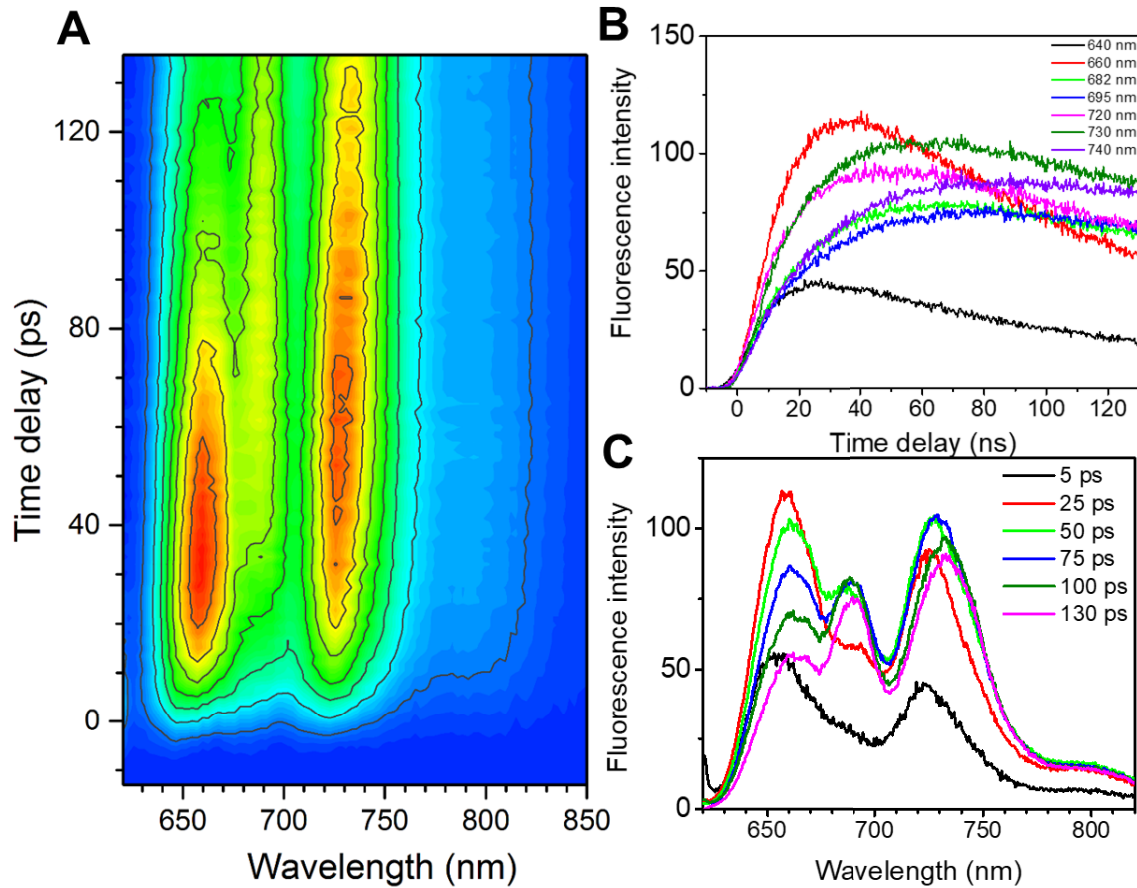 A
Time delay (ps)
120
80
40
0
650
700
750
800
850
Wavelength (nm)
B
Fluorescence intensity
150
100
50
0
640 nm
660 nm
682 nm
695 nm
720 nm
730 nm
740 nm
0
20
40
60
80
100
120
Time delay (ns)
C
Fluorescence intensity
100
50
0
5 ps
25 ps
50 ps
75 ps
100 ps
130 ps
650
700
750
800
Wavelength (nm)